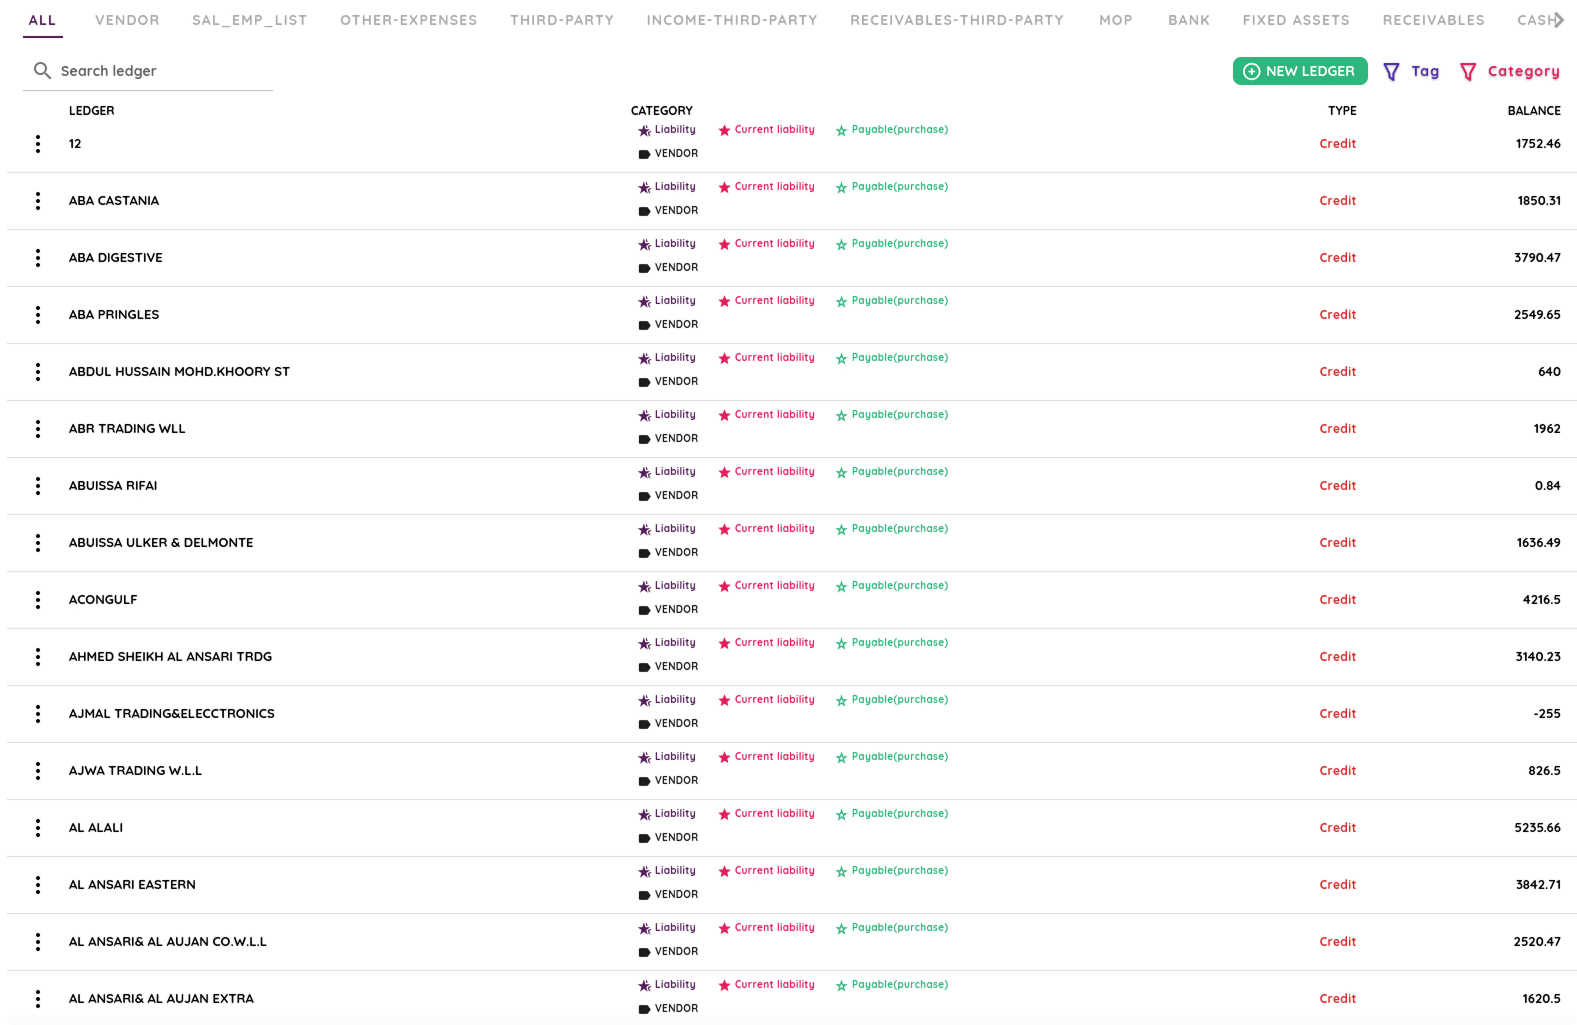 ALL VENDOR SAL_EMP_LIST OTHER-EXPENSES THIRD-PARTY INCOME-THIRD-PARTY RECEIVABLES-THIRD-PARTY MOP BANK FIXED ASSETS RECEIVABLES CASH
Search ledger NEW LEDGER Tag Category
LEDGER CATEGORY TYPE BALANCE
Liability Current liability Payable(purchase)
12 Credit 1752.46
VENDOR
Liability Current liability Payable(purchase)
ABA CASTANIA Credit 1850.31
VENDOR
Liability Current liability Payable(purchase)
ABA DIGESTIVE Credit 3790.47
VENDOR
Liability Current liability Payable(purchase)
ABA PRINGLES Credit 2549.65
VENDOR
Liability Current liability Payable(purchase)
ABDUL HUSSAIN MOHD.KHOORY ST Credit 640
VENDOR
Liability Current liability Payable(purchase)
ABR TRADING WLL Credit 1962
VENDOR
Liability Current liability Payable(purchase)
ABUISSA RIFAI Credit 0.84
VENDOR
Liability Current liability Payable(purchase)
ABUISSA ULKER & DELMONTE Credit 1636.49
VENDOR
Liability Current liability Payable(purchase)
ACONGULF Credit 4216.5
VENDOR
Liability Current liability Payable(purchase)
AHMED SHEIKH AL ANSARI TRDG Credit 3140.23
VENDOR
Liability Current liability Payable(purchase)
AJMAL TRADING&ELECCTRONICS Credit -255
VENDOR
Liability Current liability Payable(purchase)
AJWA TRADING W.L.L Credit 826.5
VENDOR
Liability Current liability Payable(purchase)
AL ALALI Credit 5235.66
VENDOR
Liability Current liability Payable(purchase)
AL ANSARI EASTERN Credit 3842.71
VENDOR
Liability Current liability Payable(purchase)
AL ANSARI& AL AUJAN CO.W.L.L Credit 2520.47
VENDOR
Liability Current liability Payable(purchase)
AL ANSARI& AL AUJAN EXTRA Credit 1620.5
VENDOR